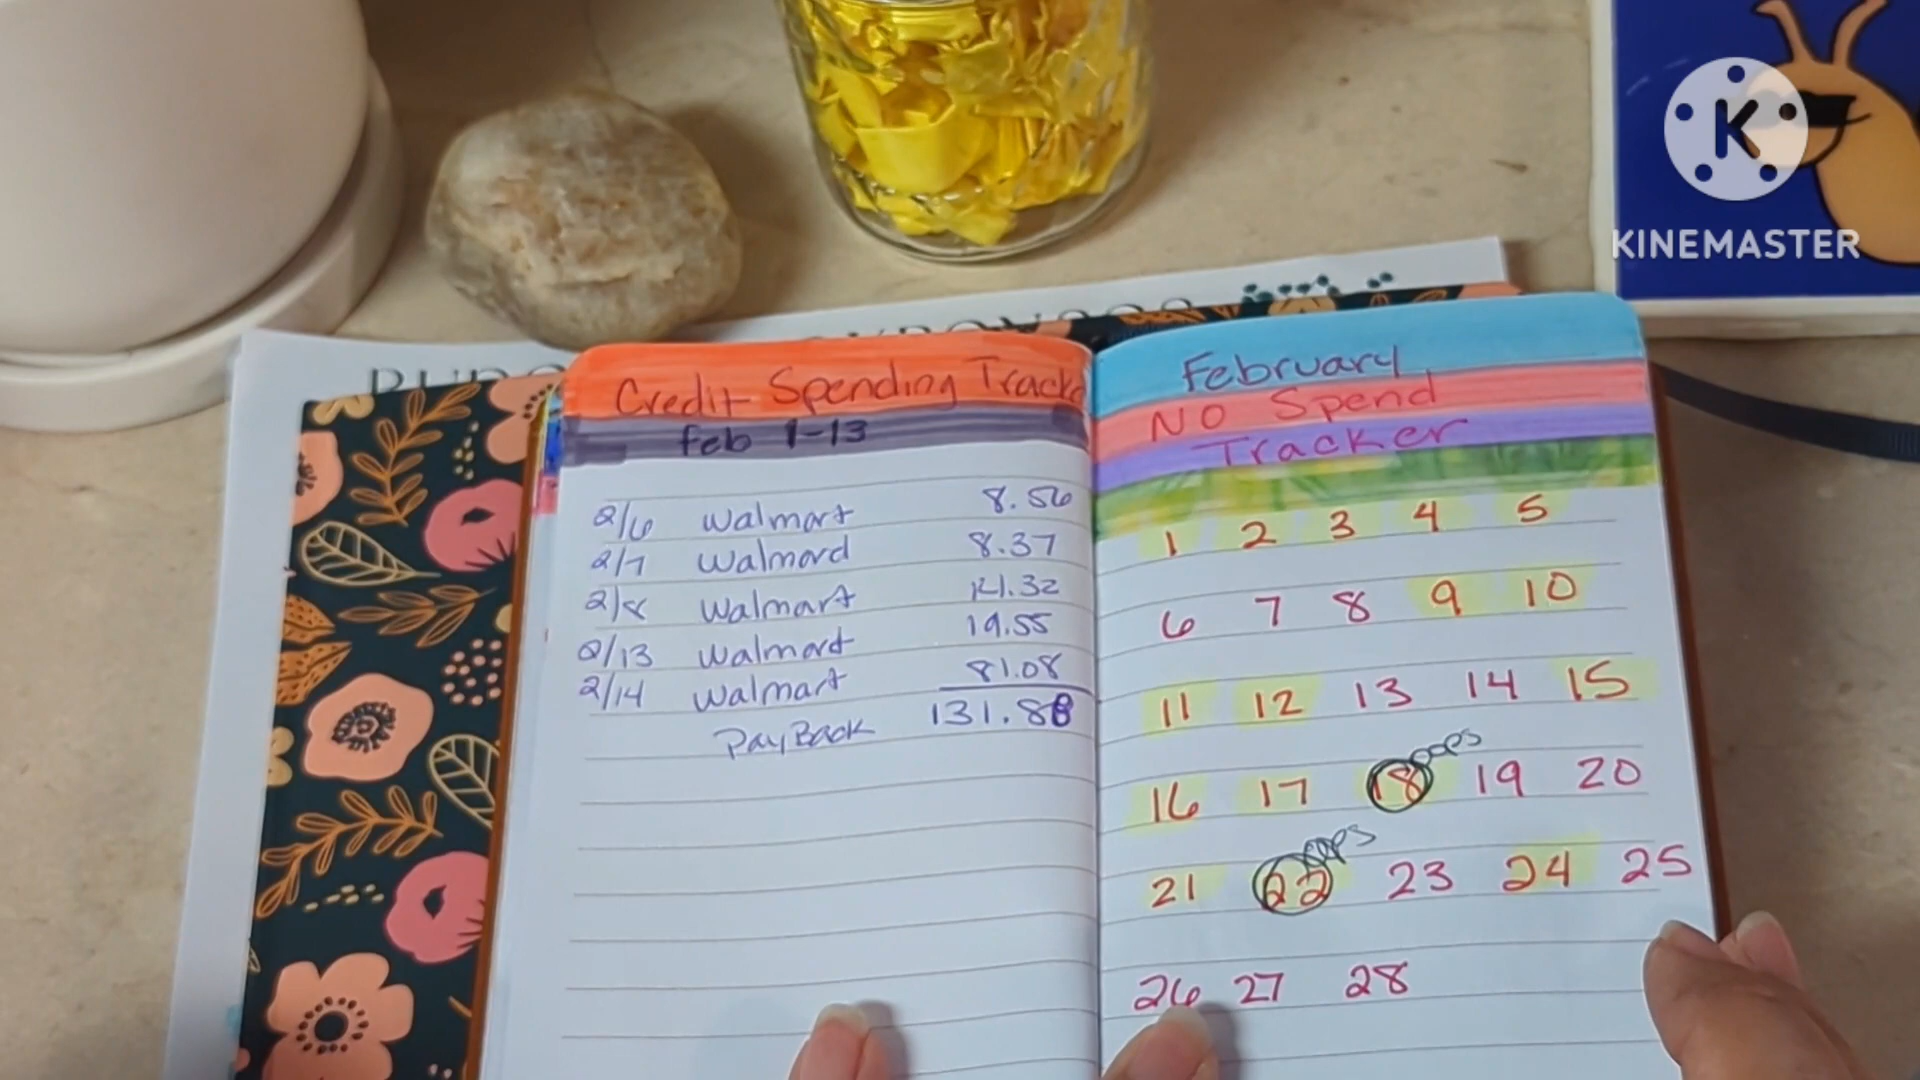 KINEMASTER
Credit Spending Tracke
feb 1-13
2/6 Walmart 8.56
2/7 Walmard 8.37
2/8 Walmart 14.32
2/13 Walmart 19.55
2/14 Walmart 81.08
PayBack 131.88
February
No Spend
Tracker
1 2 3 4 5
6 7 8 9 10
11 12 13 14 15
16 17 18 oops 19 20
21 22 oops 23 24 25
26 27 28